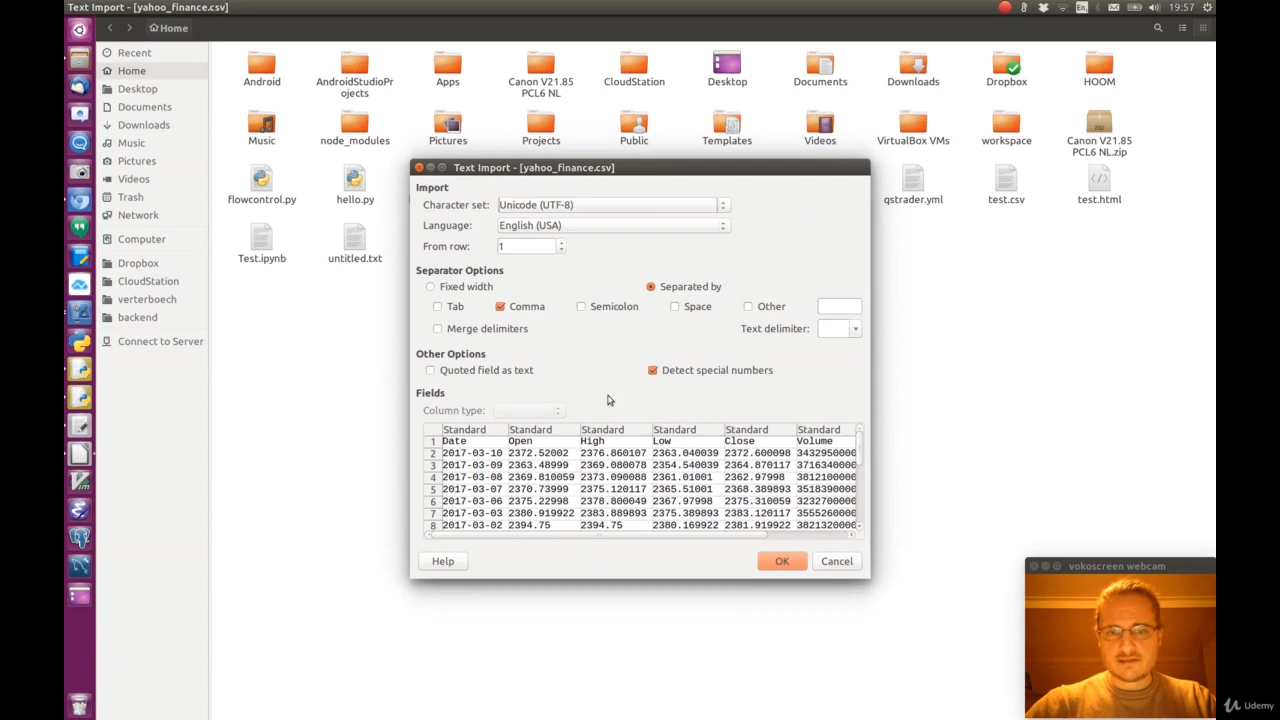 Text Import - [yahoo_finance.csv]
En
19:57
Home
Recent
Home
Desktop
Documents
Downloads
Music
Pictures
Videos
Trash
Network
Computer
Dropbox
CloudStation
verterboech
backend
Connect to Server
Android
AndroidStudioPr
ojects
Apps
Canon V21.85
PCL6 NL
CloudStation
Desktop
Documents
Downloads
Dropbox
HOOM
Music
node_modules
Pictures
Projects
Public
Templates
Videos
VirtualBox VMs
workspace
Canon V21.85
PCL6 NL.zip
flowcontrol.py
hello.py
qstrader.yml
test.csv
test.html
Test.ipynb
untitled.txt
Text Import - [yahoo_finance.csv]
Import
Character set: Unicode (UTF-8)
Language: English (USA)
From row: 1
Separator Options
Fixed width Separated by
Tab Comma Semicolon Space Other
Merge delimiters Text delimiter:
Other Options
Quoted field as text Detect special numbers
Fields
Column type:
Standard Standard Standard Standard Standard Standard
1 Date Open High Low Close Volume
2 2017-03-10 2372.52002 2376.860107 2363.040039 2372.600098 3432950000
3 2017-03-09 2363.48999 2369.080078 2354.540039 2364.870117 3716340000
4 2017-03-08 2369.810059 2373.090088 2361.01001 2362.97998 3812100000
5 2017-03-07 2370.73999 2375.120117 2365.51001 2368.389893 3518390000
6 2017-03-06 2375.22998 2378.800049 2367.97998 2375.310059 3232700000
7 2017-03-03 2380.919922 2383.889893 2375.389893 2383.120117 3555260000
8 2017-03-02 2394.75 2394.75 2380.169922 2381.919922 3821320000
Help OK Cancel
vokoscreen webcam
Udemy